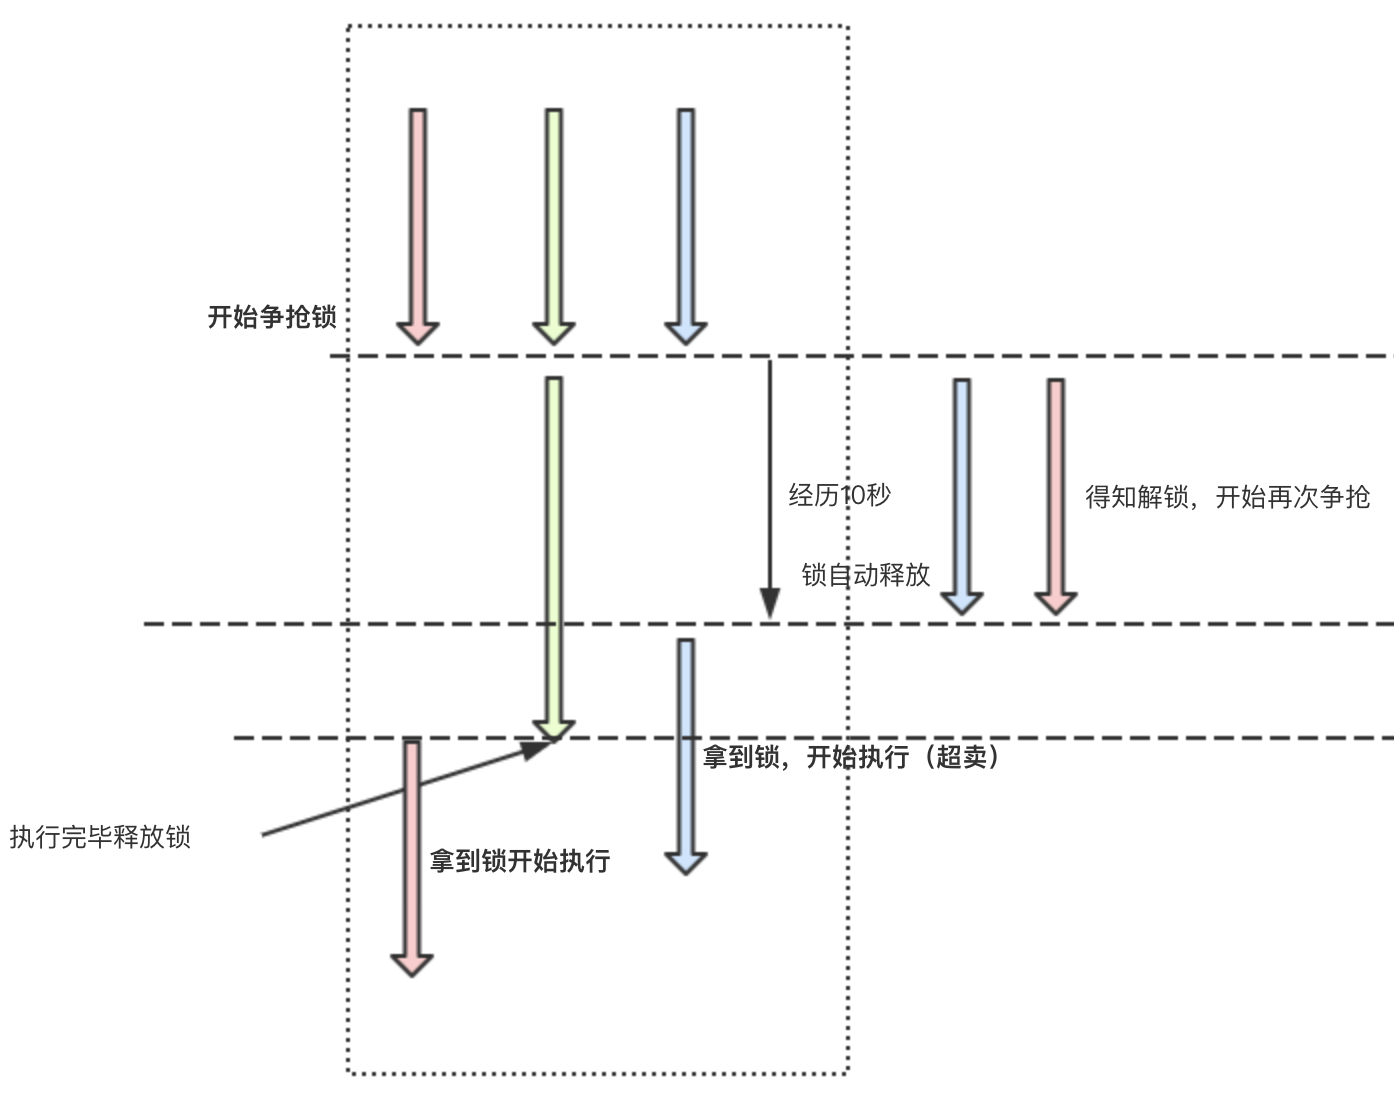 开始争抢锁
经历10秒
得知解锁，开始再次争抢
锁自动释放
拿到锁，开始执行（超卖）
执行完毕释放锁
拿到锁开始执行